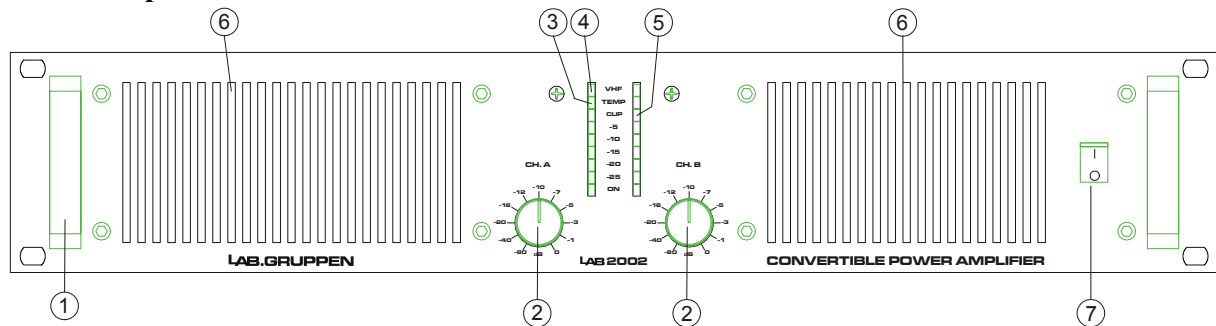 6 3 4 5 6
VHF
TEMP
CLIP
-5
-10
-15
-20
-25
ON
CH. A CH. B
-10 -10
-12 -7 -12 -7
-16 -5 -16 -5
-20 -3 -20 -3
-40 -1 -40 -1
dB 0 dB 0
I
O
LAB.GRUPPEN LAB 2002 CONVERTIBLE POWER AMPLIFIER
1 2 2 7